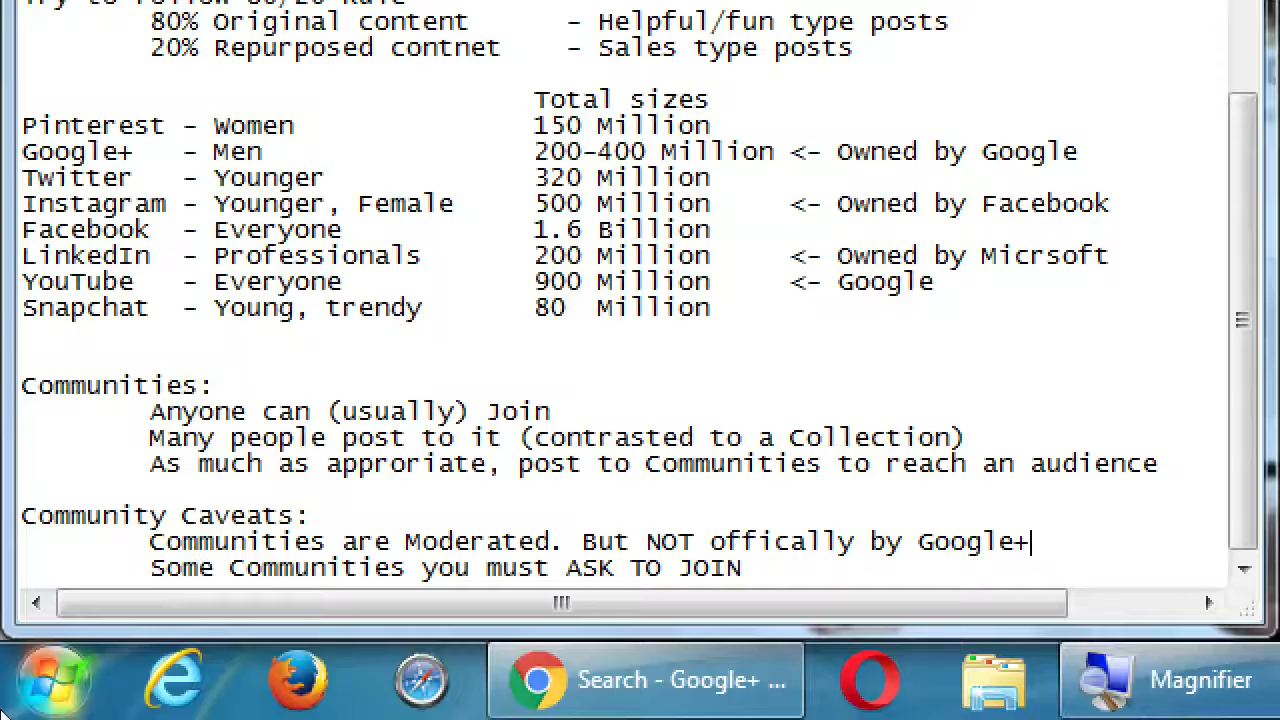 80% Original content - Helpful/fun type posts
20% Repurposed contnet - Sales type posts
Total sizes
Pinterest - Women 150 Million
Google+ - Men 200-400 Million <- Owned by Google
Twitter - Younger 320 Million
Instagram - Younger, Female 500 Million <- Owned by Facebook
Facebook - Everyone 1.6 Billion
LinkedIn - Professionals 200 Million <- Owned by Micrsoft
YouTube - Everyone 900 Million <- Google
Snapchat - Young, trendy 80 Million
Communities:
Anyone can (usually) Join
Many people post to it (contrasted to a Collection)
As much as approriate, post to Communities to reach an audience
Community Caveats:
Communities are Moderated. But NOT offically by Google+
Some Communities you must ASK TO JOIN
Search - Google+ ... Magnifier